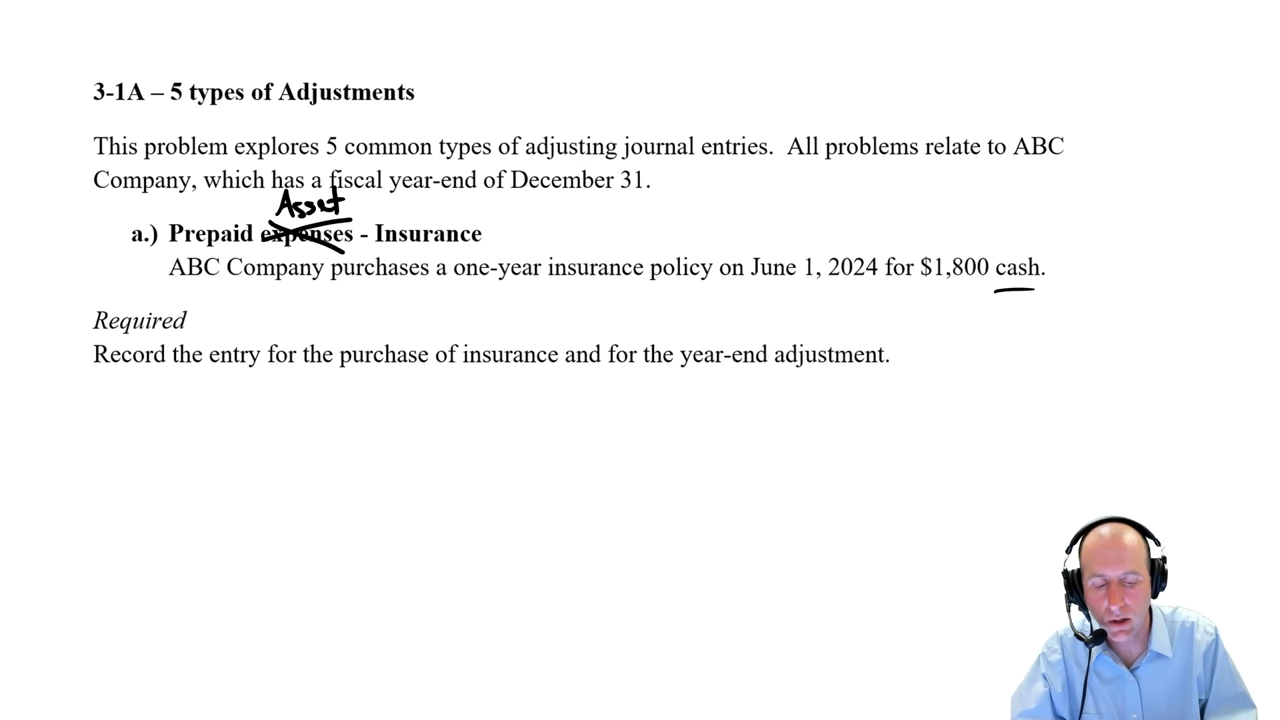 3-1A – 5 types of Adjustments
This problem explores 5 common types of adjusting journal entries.  All problems relate to ABC
Company, which has a fiscal year-end of December 31.
Asset
a.) Prepaid expenses - Insurance
ABC Company purchases a one-year insurance policy on June 1, 2024 for $1,800 cash.
Required
Record the entry for the purchase of insurance and for the year-end adjustment.